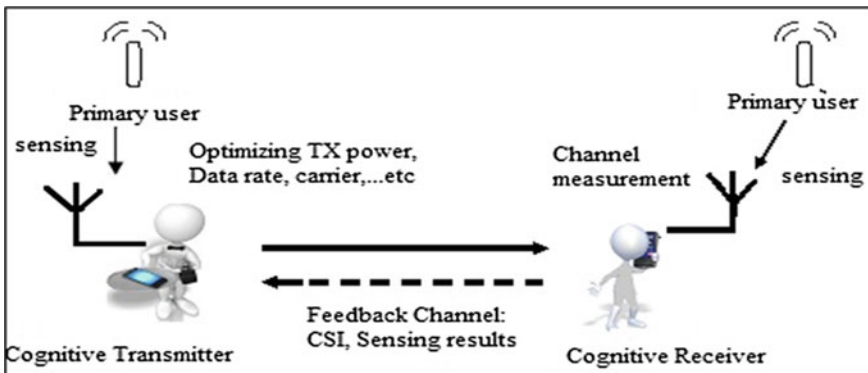 Primary user
Primary user
sensing
Optimizing TX power,
Data rate, carrier,...etc
Channel
measurement
sensing
Feedback Channel:
CSI, Sensing results
Cognitive Transmitter
Cognitive Receiver